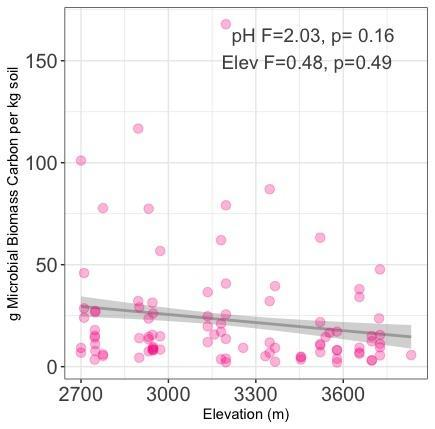 pH F=2.03, p= 0.16
Elev F=0.48, p=0.49
g Microbial Biomass Carbon per kg soil
150
100
50
0
2700 3000 3300 3600
Elevation (m)